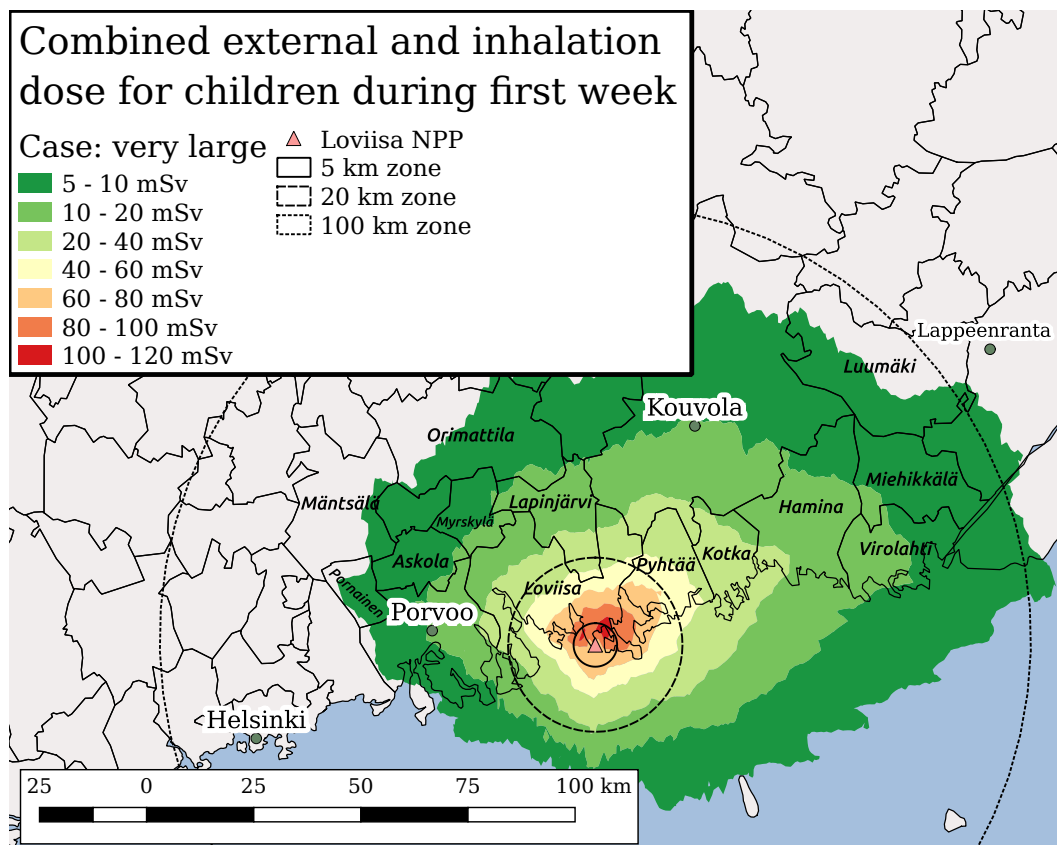 Combined external and inhalation
dose for children during first week
Case: very large
5 - 10 mSv
10 - 20 mSv
20 - 40 mSv
40 - 60 mSv
60 - 80 mSv
80 - 100 mSv
100 - 120 mSv
Loviisa NPP
5 km zone
20 km zone
100 km zone
Lappeenranta
Luumäki
Kouvola
Orimattila
Miehikkälä
Mäntsälä
Lapinjärvi
Hamina
Myrskylä
Virolahti
Askola
Pyhtää
Kotka
Pornainen
Loviisa
Porvoo
Helsinki
25 0 25 50 75 100 km